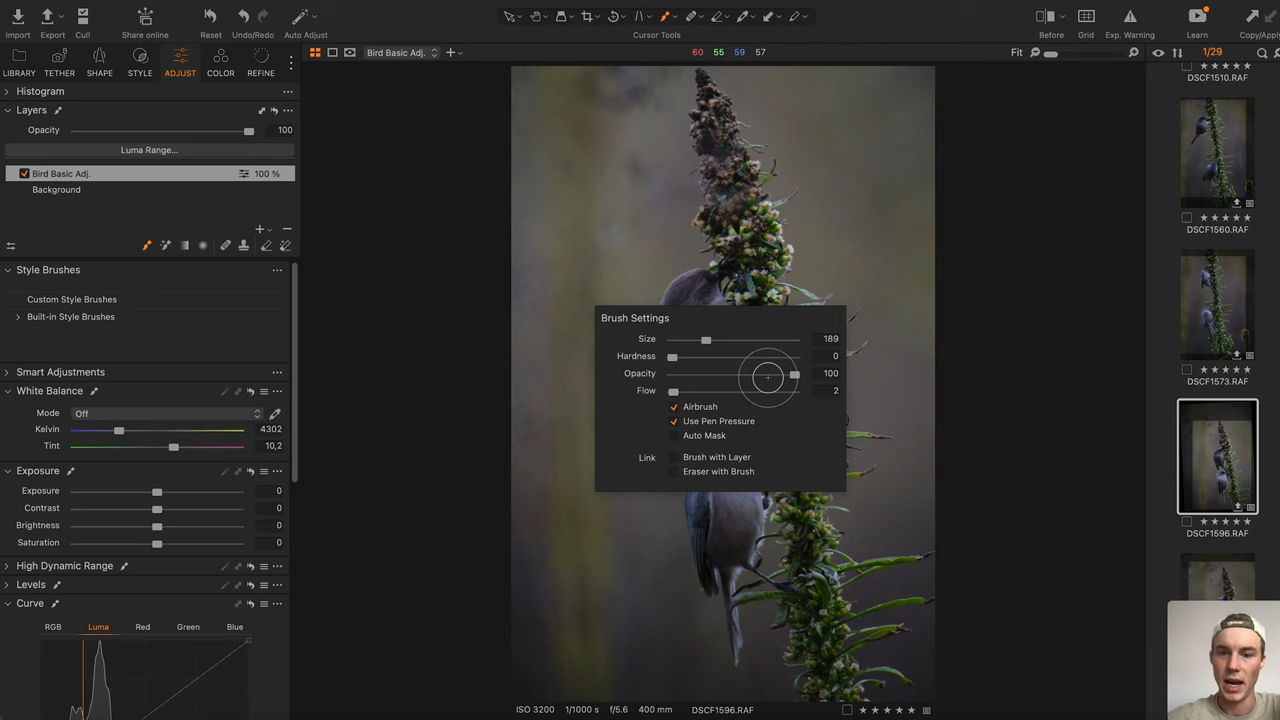 Import Export Cull Share online Reset Undo/Redo Auto Adjust Cursor Tools Before Grid Exp. Warning Learn Copy/Apply
LIBRARY TETHER SHAPE STYLE ADJUST COLOR REFINE
Bird Basic Adj.
60 55 59 57
Fit
1/29
Histogram
Layers
Opacity 100
Luma Range...
Bird Basic Adj. 100 %
Background
Style Brushes
Custom Style Brushes
Built-in Style Brushes
Smart Adjustments
White Balance
Mode Off
Kelvin 4302
Tint 10,2
Exposure
Exposure 0
Contrast 0
Brightness 0
Saturation 0
High Dynamic Range
Levels
Curve
RGB Luma Red Green Blue
Brush Settings
Size 189
Hardness 0
Opacity 100
Flow 2
Airbrush
Use Pen Pressure
Auto Mask
Link Brush with Layer
Eraser with Brush
ISO 3200 1/1000 s f/5.6 400 mm DSCF1596.RAF
DSCF1510.RAF
DSCF1560.RAF
DSCF1573.RAF
DSCF1596.RAF